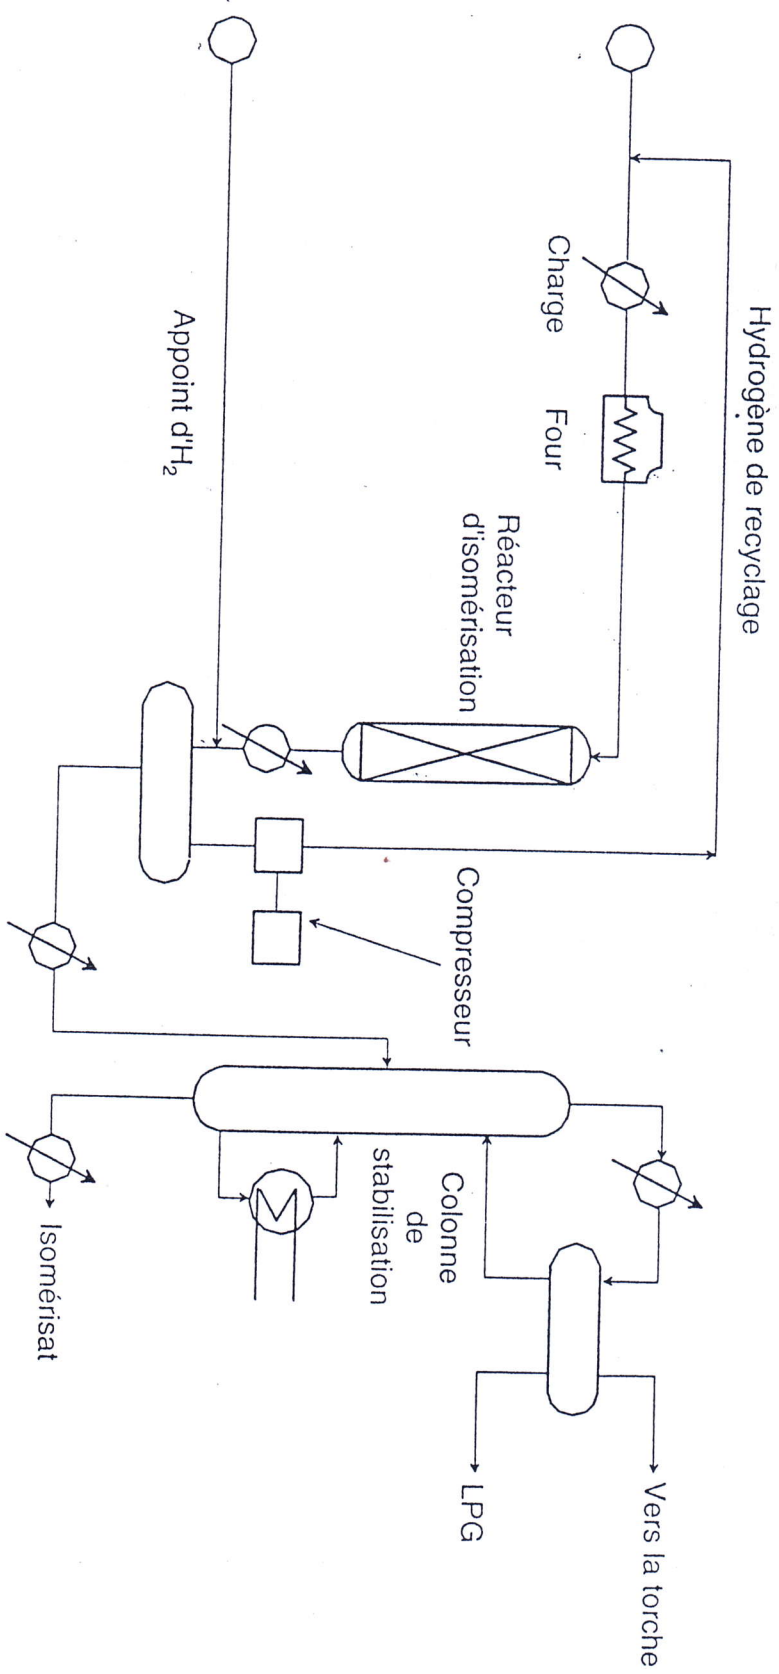 Hydrogène de recyclage
Charge
Four
Réacteur
d'isomérisation
Appoint d'H₂
Compresseur
Colonne
de
stabilisation
Vers la torche
LPG
Isomérisat